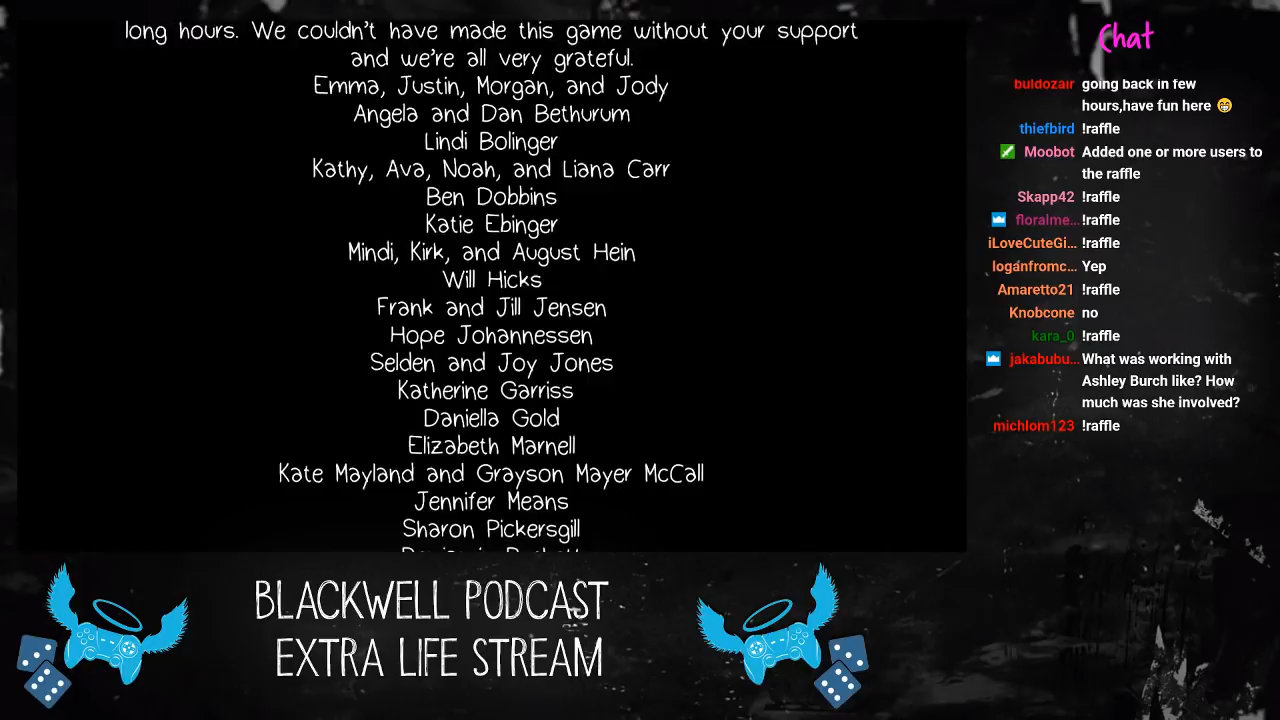 long hours. We couldn't have made this game without your support
and we're all very grateful.
Emma, Justin, Morgan, and Jody
Angela and Dan Bethurum
Lindi Bolinger
Kathy, Ava, Noah, and Liana Carr
Ben Dobbins
Katie Ebinger
Mindi, Kirk, and August Hein
Will Hicks
Frank and Jill Jensen
Hope Johannessen
Selden and Joy Jones
Katherine Garriss
Daniella Gold
Elizabeth Marnell
Kate Mayland and Grayson Mayer McCall
Jennifer Means
Sharon Pickersgill
BLACKWELL PODCAST
EXTRA LIFE STREAM
Chat
buldozair going back in few
hours,have fun here 😁
thiefbird !raffle
Moobot Added one or more users to
the raffle
Skapp42 !raffle
floralme... !raffle
iLoveCuteGi... !raffle
loganfromc... Yep
Amaretto21 !raffle
Knobcone no
kara_0 !raffle
jakabubu... What was working with
Ashley Burch like? How
much was she involved?
michlom123 !raffle